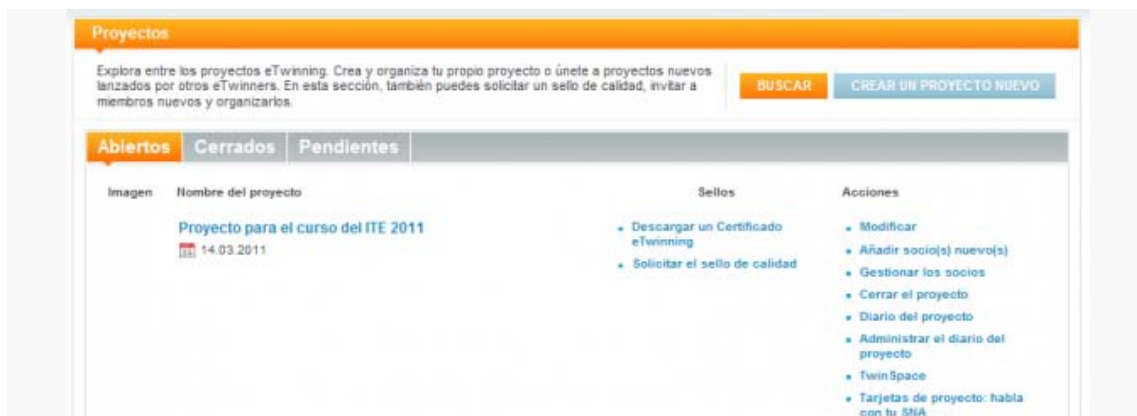 Proyectos
Explora entre los proyectos eTwinning. Crea y organiza tu propio proyecto o únete a proyectos nuevos
lanzados por otros eTwinners. En esta sección, también puedes solicitar un sello de calidad, invitar a
miembros nuevos y organizarlos.
BUSCAR
CREAR UN PROYECTO NUEVO
Abiertos Cerrados Pendientes
Imagen Nombre del proyecto Sellos Acciones
Proyecto para el curso del ITE 2011
14.03.2011
Descargar un Certificado
eTwinning
Solicitar el sello de calidad
Modificar
Añadir socio(s) nuevo(s)
Gestionar los socios
Cerrar el proyecto
Diario del proyecto
Administrar el diario del
proyecto
TwinSpace
Tarjetas de proyecto: habla
con tu SNA